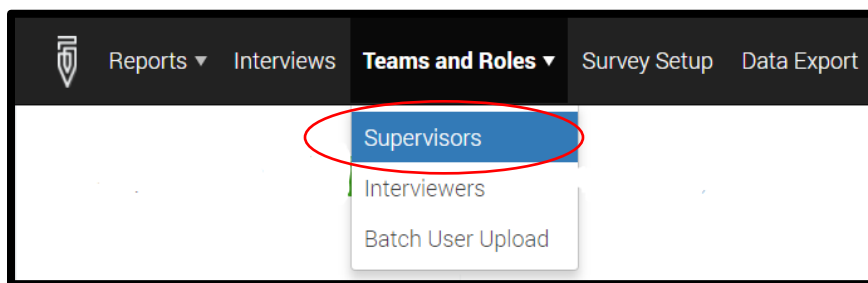 Reports ▾ Interviews Teams and Roles ▾ Survey Setup Data Export
Supervisors
Interviewers
Batch User Upload